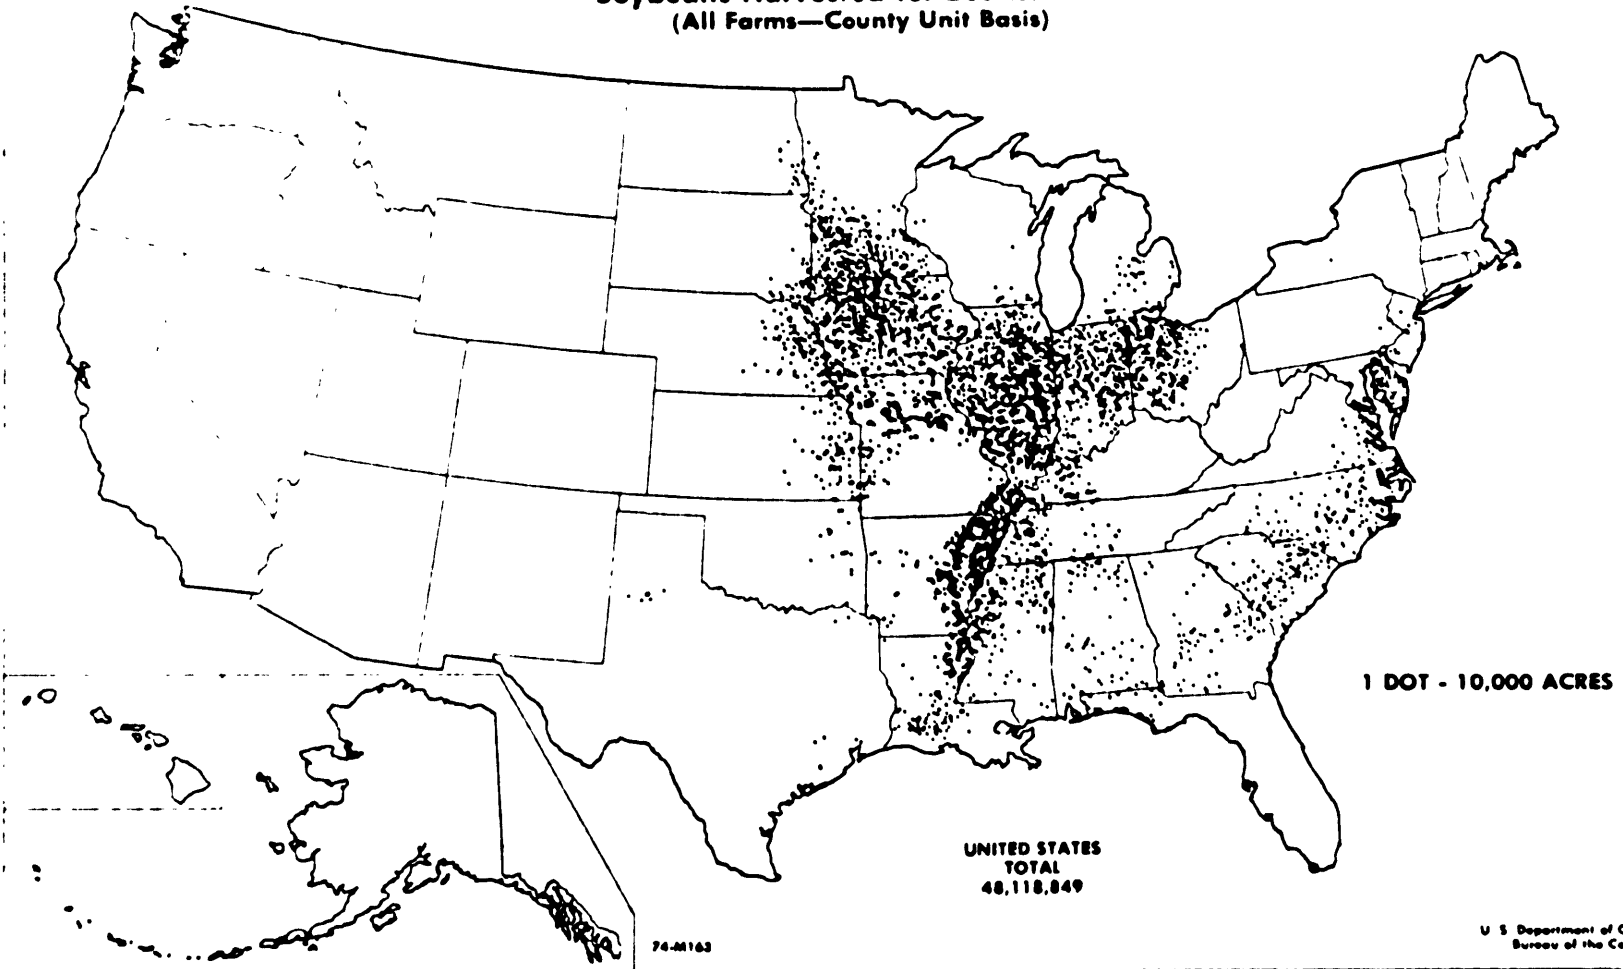 (All Farms—County Unit Basis)
1 DOT - 10,000 ACRES
UNITED STATES
TOTAL
48,118,849
74-M163
U S Department of
Bureau of the